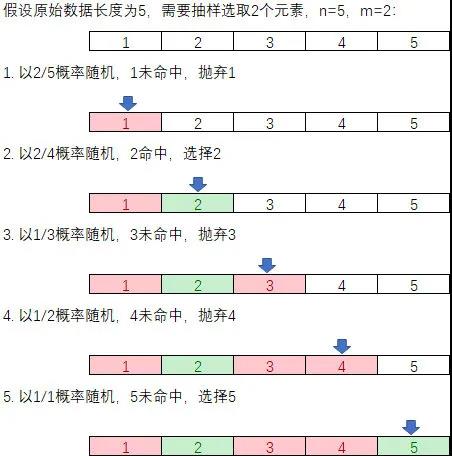 假设原始数据长度为5，需要抽样选取2个元素，n=5，m=2：
1 2 3 4 5
1. 以2/5概率随机，1未命中，抛弃1
1 2 3 4 5
2. 以2/4概率随机，2命中，选择2
1 2 3 4 5
3. 以1/3概率随机，3未命中，抛弃3
1 2 3 4 5
4. 以1/2概率随机，4未命中，抛弃4
1 2 3 4 5
5. 以1/1概率随机，5未命中，选择5
1 2 3 4 5